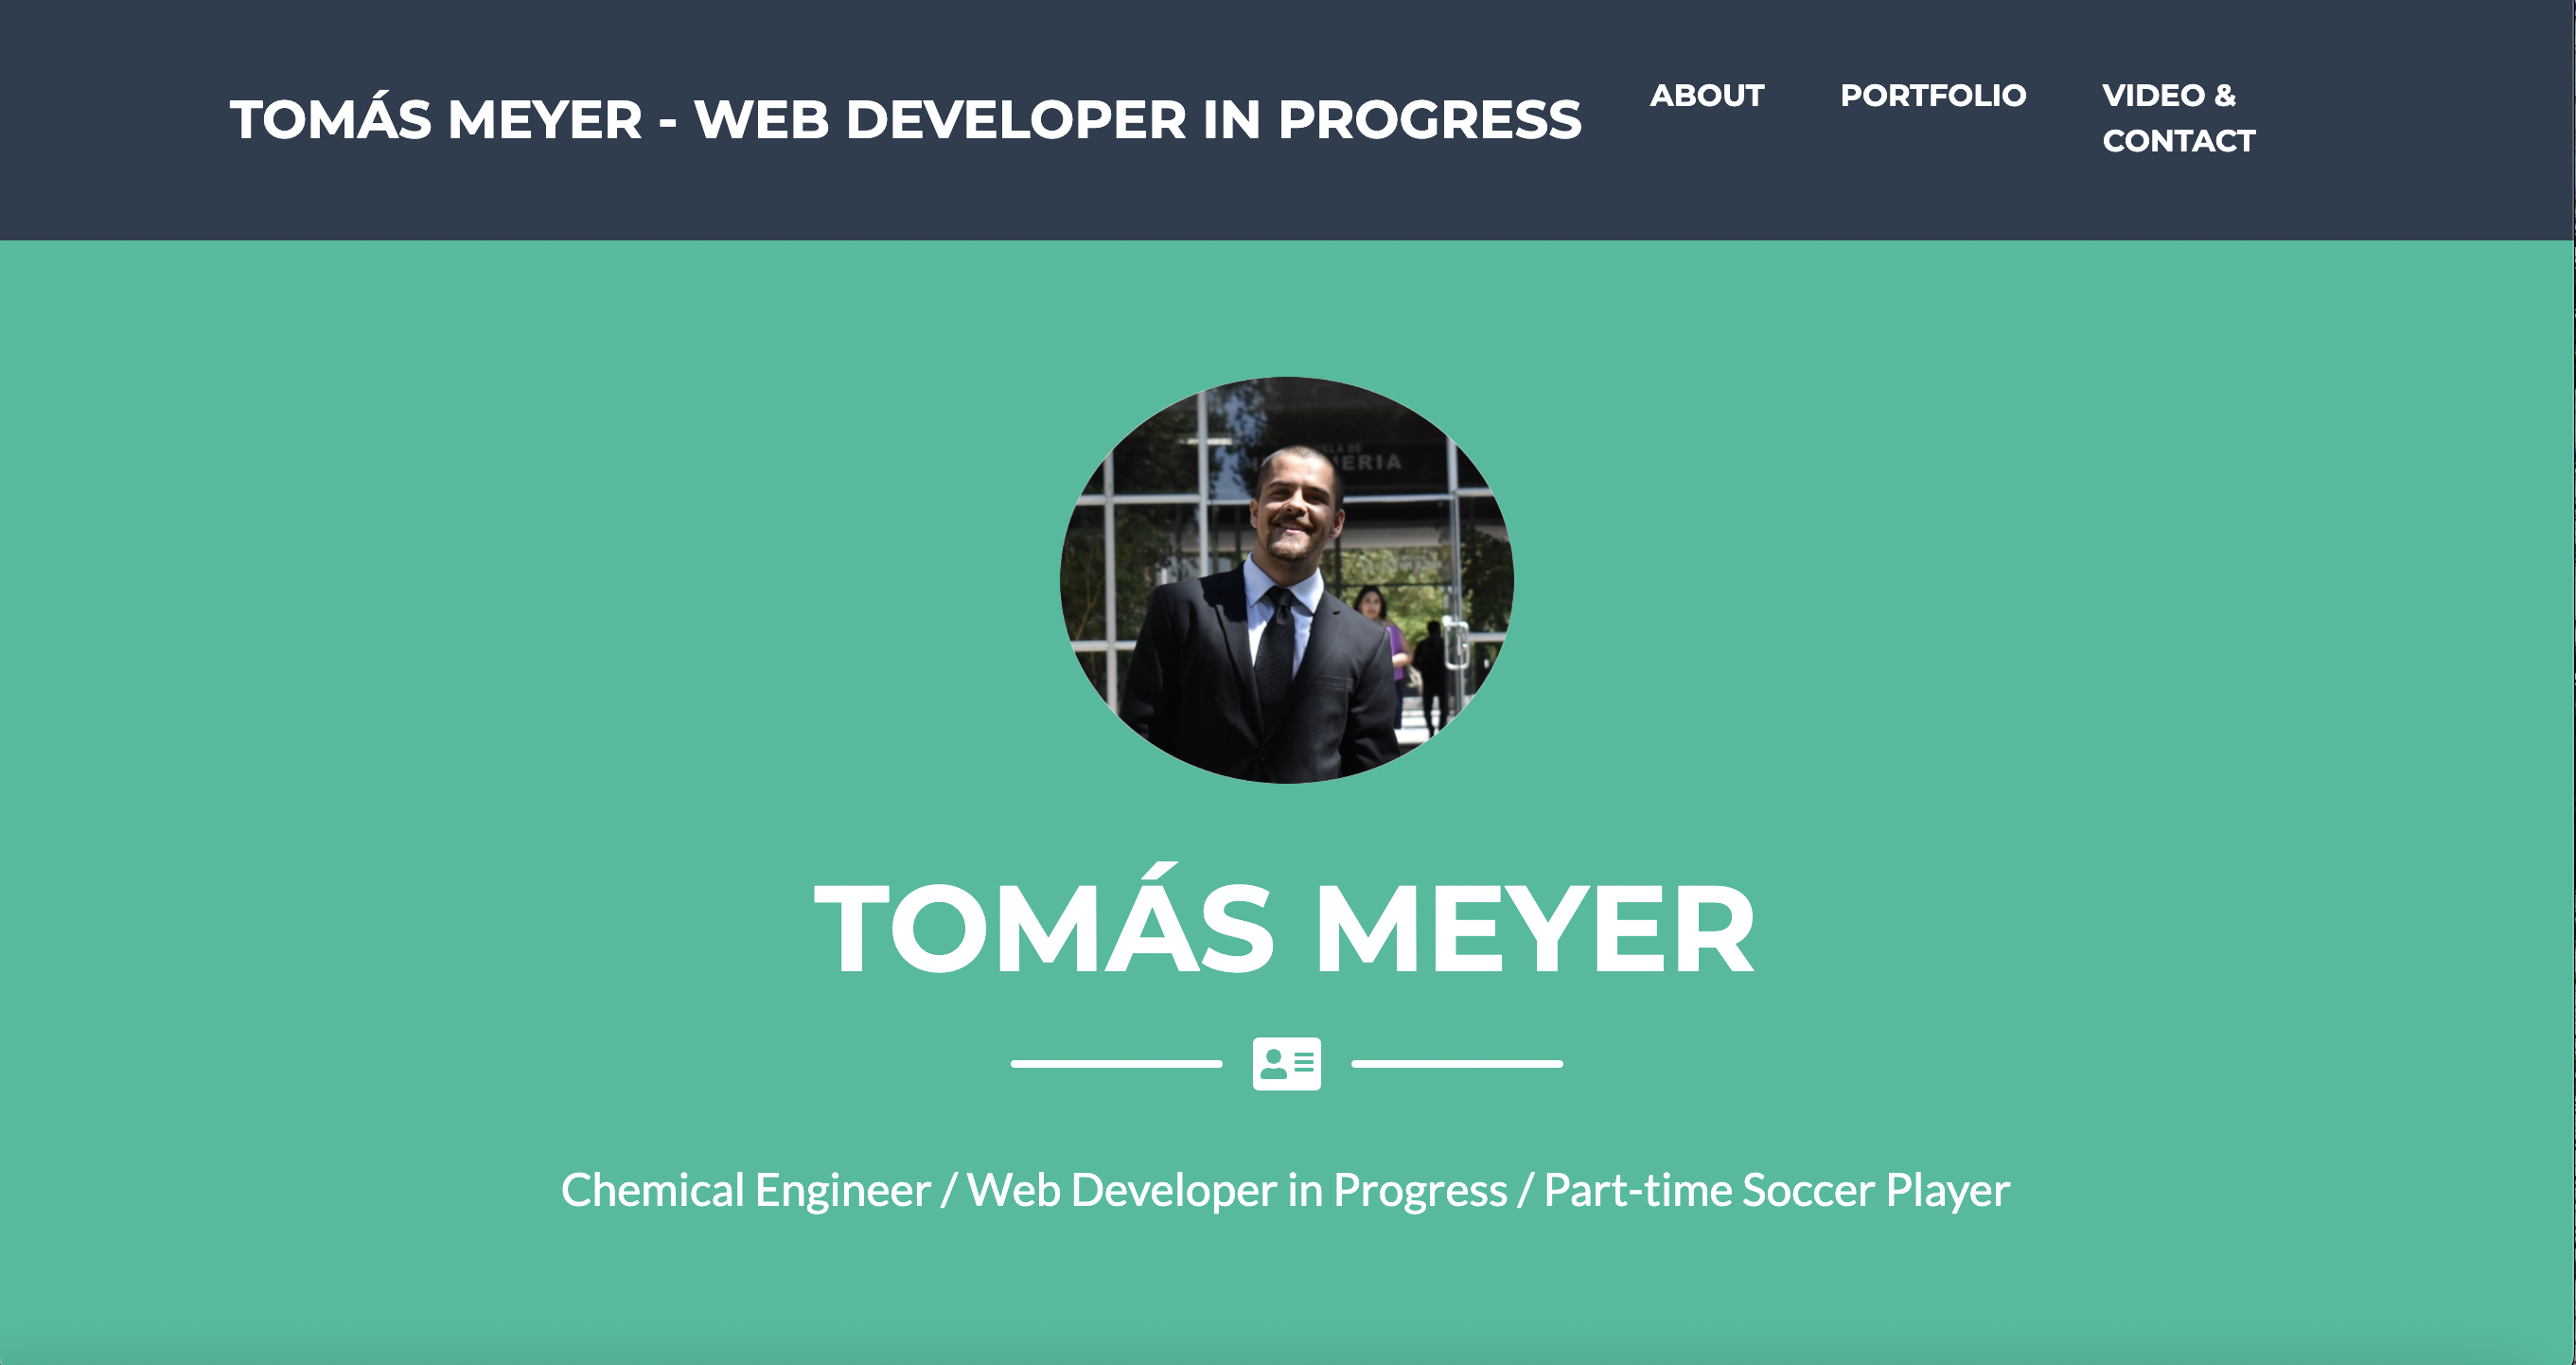 TOMÁS MEYER - WEB DEVELOPER IN PROGRESS
ABOUT
PORTFOLIO
VIDEO &
CONTACT
TOMÁS MEYER
Chemical Engineer / Web Developer in Progress / Part-time Soccer Player